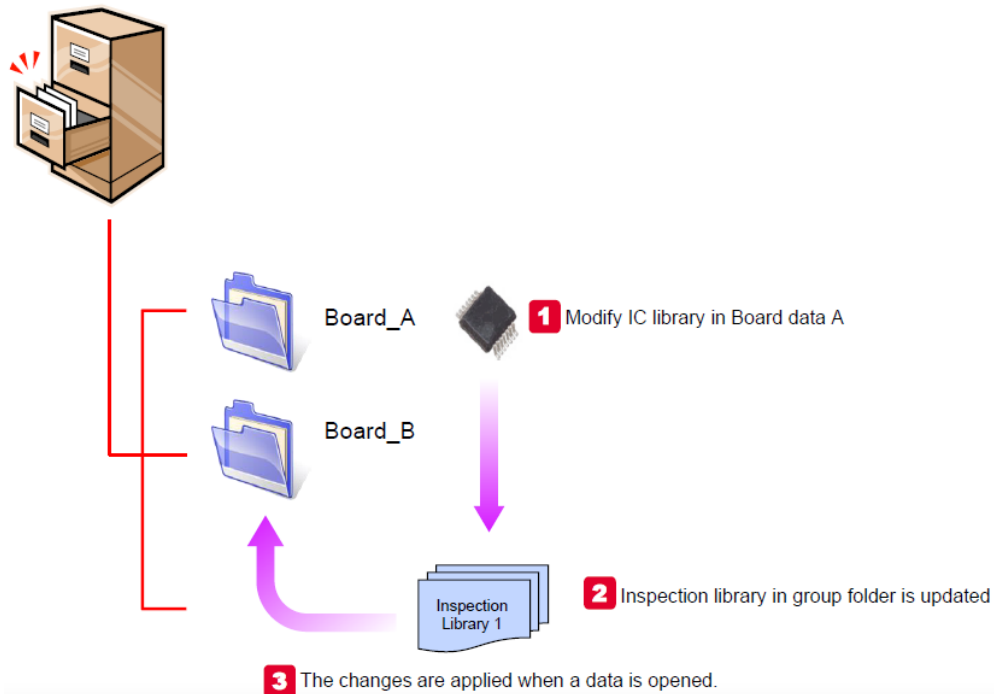 Board_A
1 Modify IC library in Board data A
Board_B
Inspection
Library 1
2 Inspection library in group folder is updated
3 The changes are applied when a data is opened.